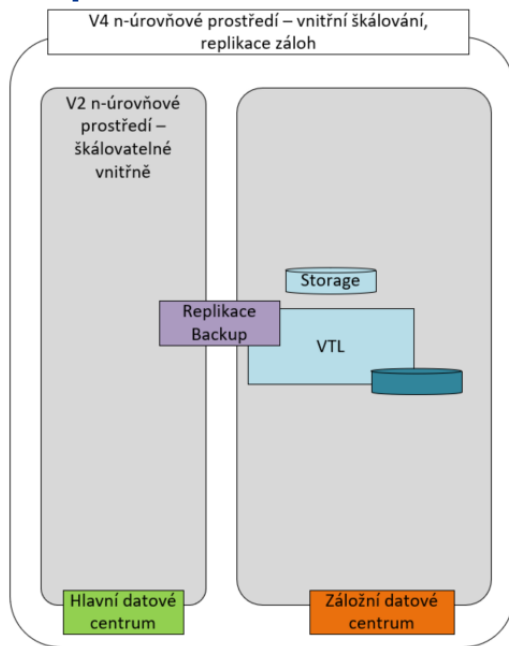 V4 n-úrovňové prostředí – vnitřní škálování,
replikace záloh
V2 n-úrovňové
prostředí –
škálovatelné
vnitřně
Storage
Replikace
Backup
VTL
Hlavní datové
centrum
Záložní datové
centrum